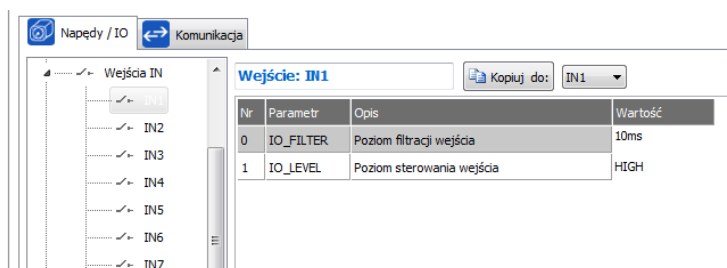 Napędy / IO
Komunikacja
Wejścia IN
IN1
IN2
IN3
IN4
IN5
IN6
IN7
Wejście: IN1
Kopiuj do:
IN1
Nr Parametr Opis Wartość
0 IO_FILTER Poziom filtracji wejścia 10ms
1 IO_LEVEL Poziom sterowania wejścia HIGH